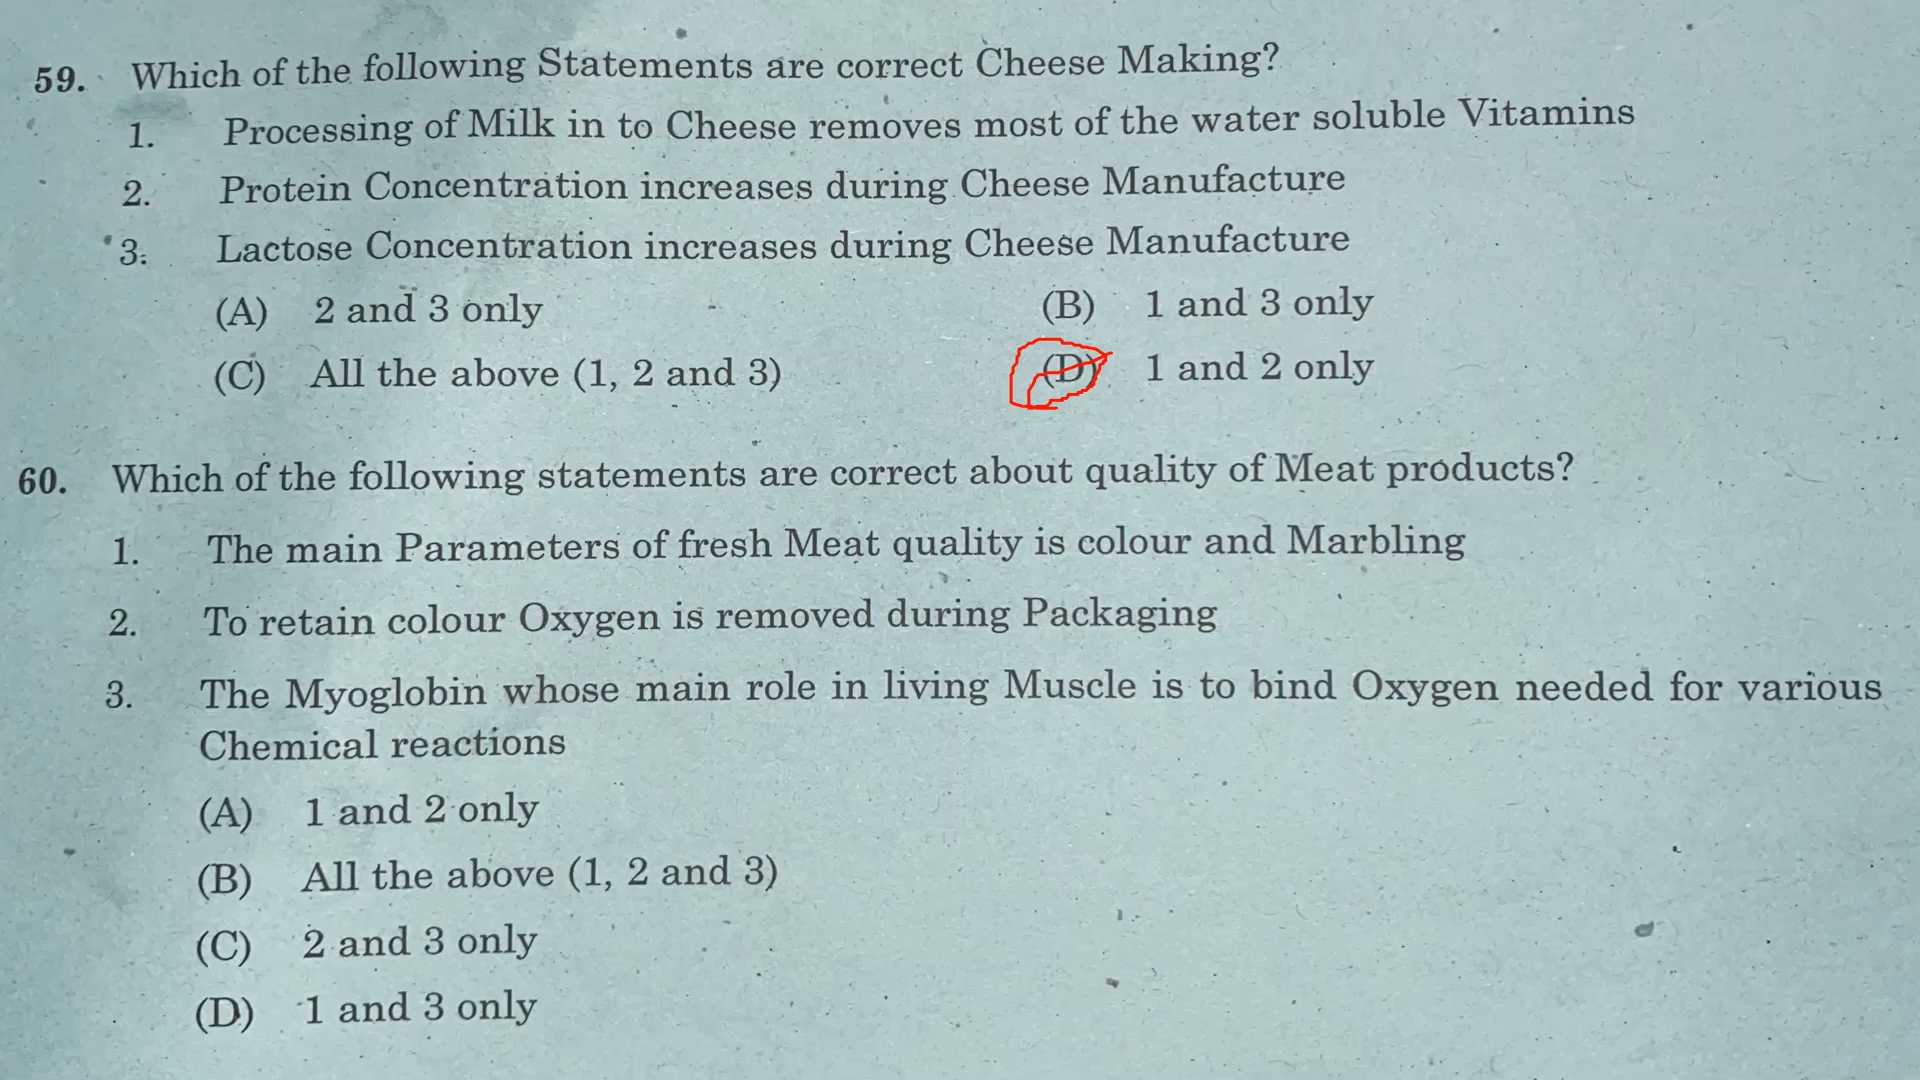 59. Which of the following Statements are correct Cheese Making?
1. Processing of Milk in to Cheese removes most of the water soluble Vitamins
2. Protein Concentration increases during Cheese Manufacture
3. Lactose Concentration increases during Cheese Manufacture
(A) 2 and 3 only (B) 1 and 3 only
(C) All the above (1, 2 and 3) (D) 1 and 2 only
60. Which of the following statements are correct about quality of Meat products?
1. The main Parameters of fresh Meat quality is colour and Marbling
2. To retain colour Oxygen is removed during Packaging
3. The Myoglobin whose main role in living Muscle is to bind Oxygen needed for various
Chemical reactions
(A) 1 and 2 only
(B) All the above (1, 2 and 3)
(C) 2 and 3 only
(D) 1 and 3 only